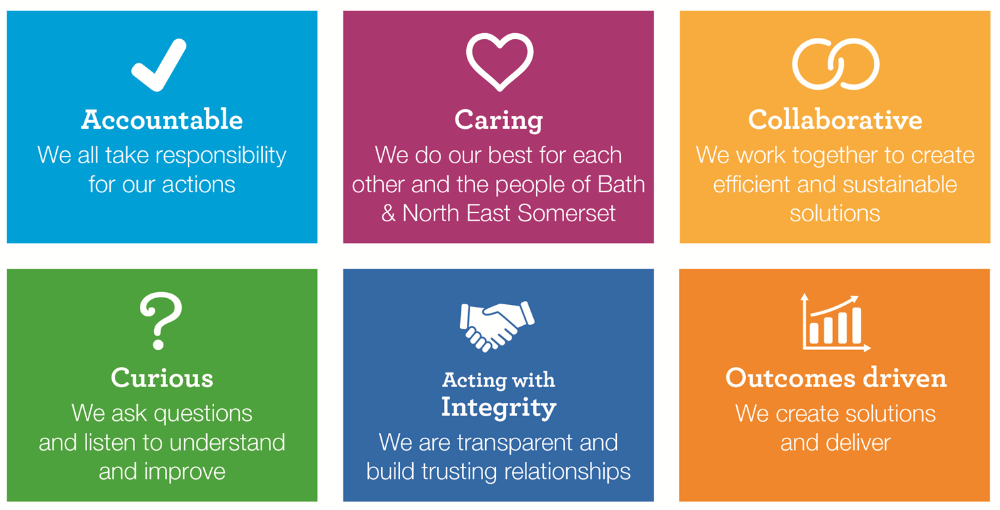 Accountable
We all take responsibility
for our actions
Caring
We do our best for each
other and the people of Bath
& North East Somerset
Collaborative
We work together to create
efficient and sustainable
solutions
Curious
We ask questions
and listen to understand
and improve
Acting with
Integrity
We are transparent and
build trusting relationships
Outcomes driven
We create solutions
and deliver